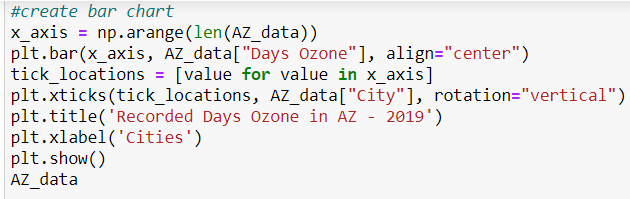 #create bar chart
x_axis = np.arange(len(AZ_data))
plt.bar(x_axis, AZ_data["Days Ozone"], align="center")
tick_locations = [value for value in x_axis]
plt.xticks(tick_locations, AZ_data["City"], rotation="vertical")
plt.title('Recorded Days Ozone in AZ - 2019')
plt.xlabel('Cities')
plt.show()
AZ_data